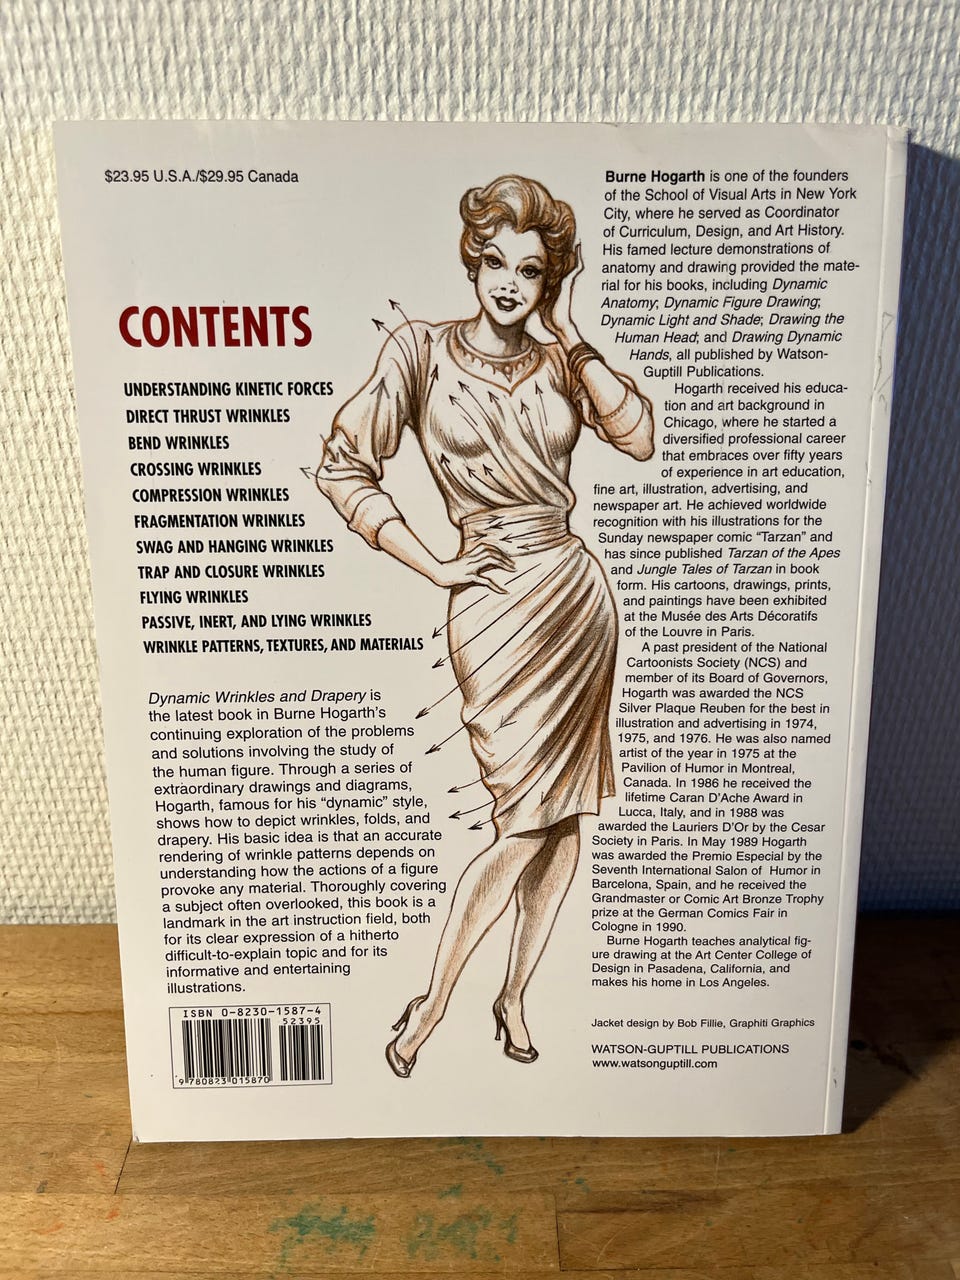 $23.95 U.S.A./$29.95 Canada
CONTENTS
UNDERSTANDING KINETIC FORCES
DIRECT THRUST WRINKLES
BEND WRINKLES
CROSSING WRINKLES
COMPRESSION WRINKLES
FRAGMENTATION WRINKLES
SWAG AND HANGING WRINKLES
TRAP AND CLOSURE WRINKLES
FLYING WRINKLES
PASSIVE, INERT, AND LYING WRINKLES
WRINKLE PATTERNS, TEXTURES, AND MATERIALS
Dynamic Wrinkles and Drapery is
the latest book in Burne Hogarth's
continuing exploration of the problems
and solutions involving the study of
the human figure. Through a series of
extraordinary drawings and diagrams,
Hogarth, famous for his "dynamic" style,
shows how to depict wrinkles, folds, and
drapery. His basic idea is that an accurate
rendering of wrinkle patterns depends on
understanding how the actions of a figure
provoke any material. Thoroughly covering
a subject often overlooked, this book is a
landmark in the art instruction field, both
for its clear expression of a hitherto
difficult-to-explain topic and for its
informative and entertaining
illustrations.
ISBN 0-8230-1587-4
52395
9 780823 015870
Burne Hogarth is one of the founders
of the School of Visual Arts in New York
City, where he served as Coordinator
of Curriculum, Design, and Art History.
His famed lecture demonstrations of
anatomy and drawing provided the mate-
rial for his books, including Dynamic
Anatomy; Dynamic Figure Drawing;
Dynamic Light and Shade; Drawing the
Human Head; and Drawing Dynamic
Hands, all published by Watson-
Guptill Publications.
Hogarth received his educa-
tion and art background in
Chicago, where he started a
diversified professional career
that embraces over fifty years
of experience in art education,
fine art, illustration, advertising, and
newspaper art. He achieved worldwide
recognition with his illustrations for the
Sunday newspaper comic "Tarzan" and
has since published Tarzan of the Apes
and Jungle Tales of Tarzan in book
form. His cartoons, drawings, prints,
and paintings have been exhibited
at the Musée des Arts Décoratifs
of the Louvre in Paris.
A past president of the National
Cartoonists Society (NCS) and
member of its Board of Governors,
Hogarth was awarded the NCS
Silver Plaque Reuben for the best in
illustration and advertising in 1974,
1975, and 1976. He was also named
artist of the year in 1975 at the
Pavilion of Humor in Montreal,
Canada. In 1986 he received the
lifetime Caran D'Ache Award in
Lucca, Italy, and in 1988 was
awarded the Lauriers D'Or by the Cesar
Society in Paris. In May 1989 Hogarth
was awarded the Premio Especial by the
Seventh International Salon of Humor in
Barcelona, Spain, and he received the
Grandmaster or Comic Art Bronze Trophy
prize at the German Comics Fair in
Cologne in 1990.
Burne Hogarth teaches analytical fig-
ure drawing at the Art Center College of
Design in Pasadena, California, and
makes his home in Los Angeles.
Jacket design by Bob Fillie, Graphiti Graphics
WATSON-GUPTILL PUBLICATIONS
www.watsonguptill.com